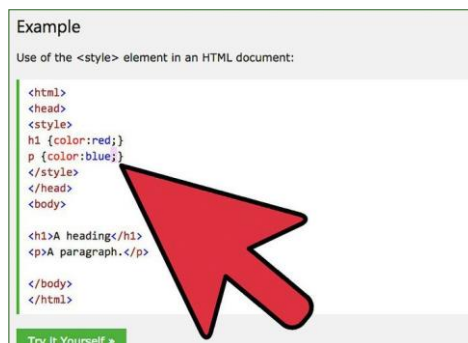 Example
Use of the <style> element in an HTML document:
<html>
<head>
<style>
h1 {color:red;}
p {color:blue;}
</style>
</head>
<body>
<h1>A heading</h1>
<p>A paragraph.</p>
</body>
</html>
Try it Yourself »